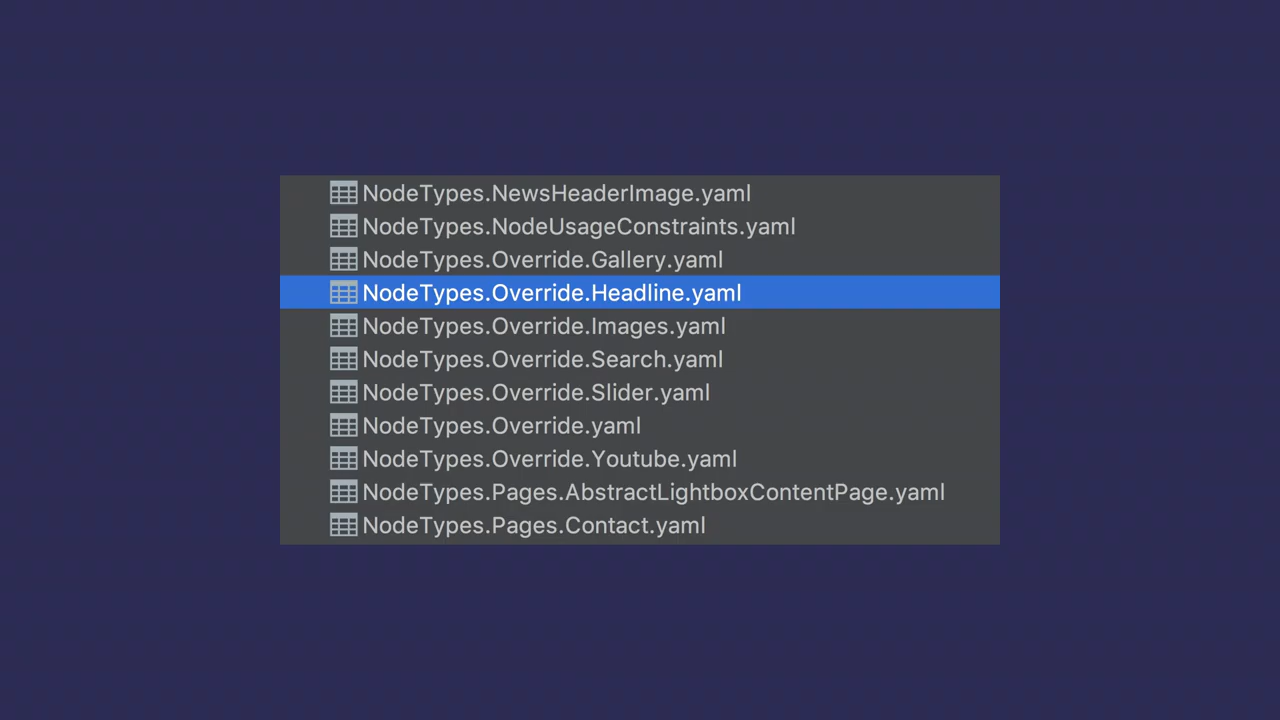 NodeTypes.NewsHeaderImage.yaml
NodeTypes.NodeUsageConstraints.yaml
NodeTypes.Override.Gallery.yaml
NodeTypes.Override.Headline.yaml
NodeTypes.Override.Images.yaml
NodeTypes.Override.Search.yaml
NodeTypes.Override.Slider.yaml
NodeTypes.Override.yaml
NodeTypes.Override.Youtube.yaml
NodeTypes.Pages.AbstractLightboxContentPage.yaml
NodeTypes.Pages.Contact.yaml